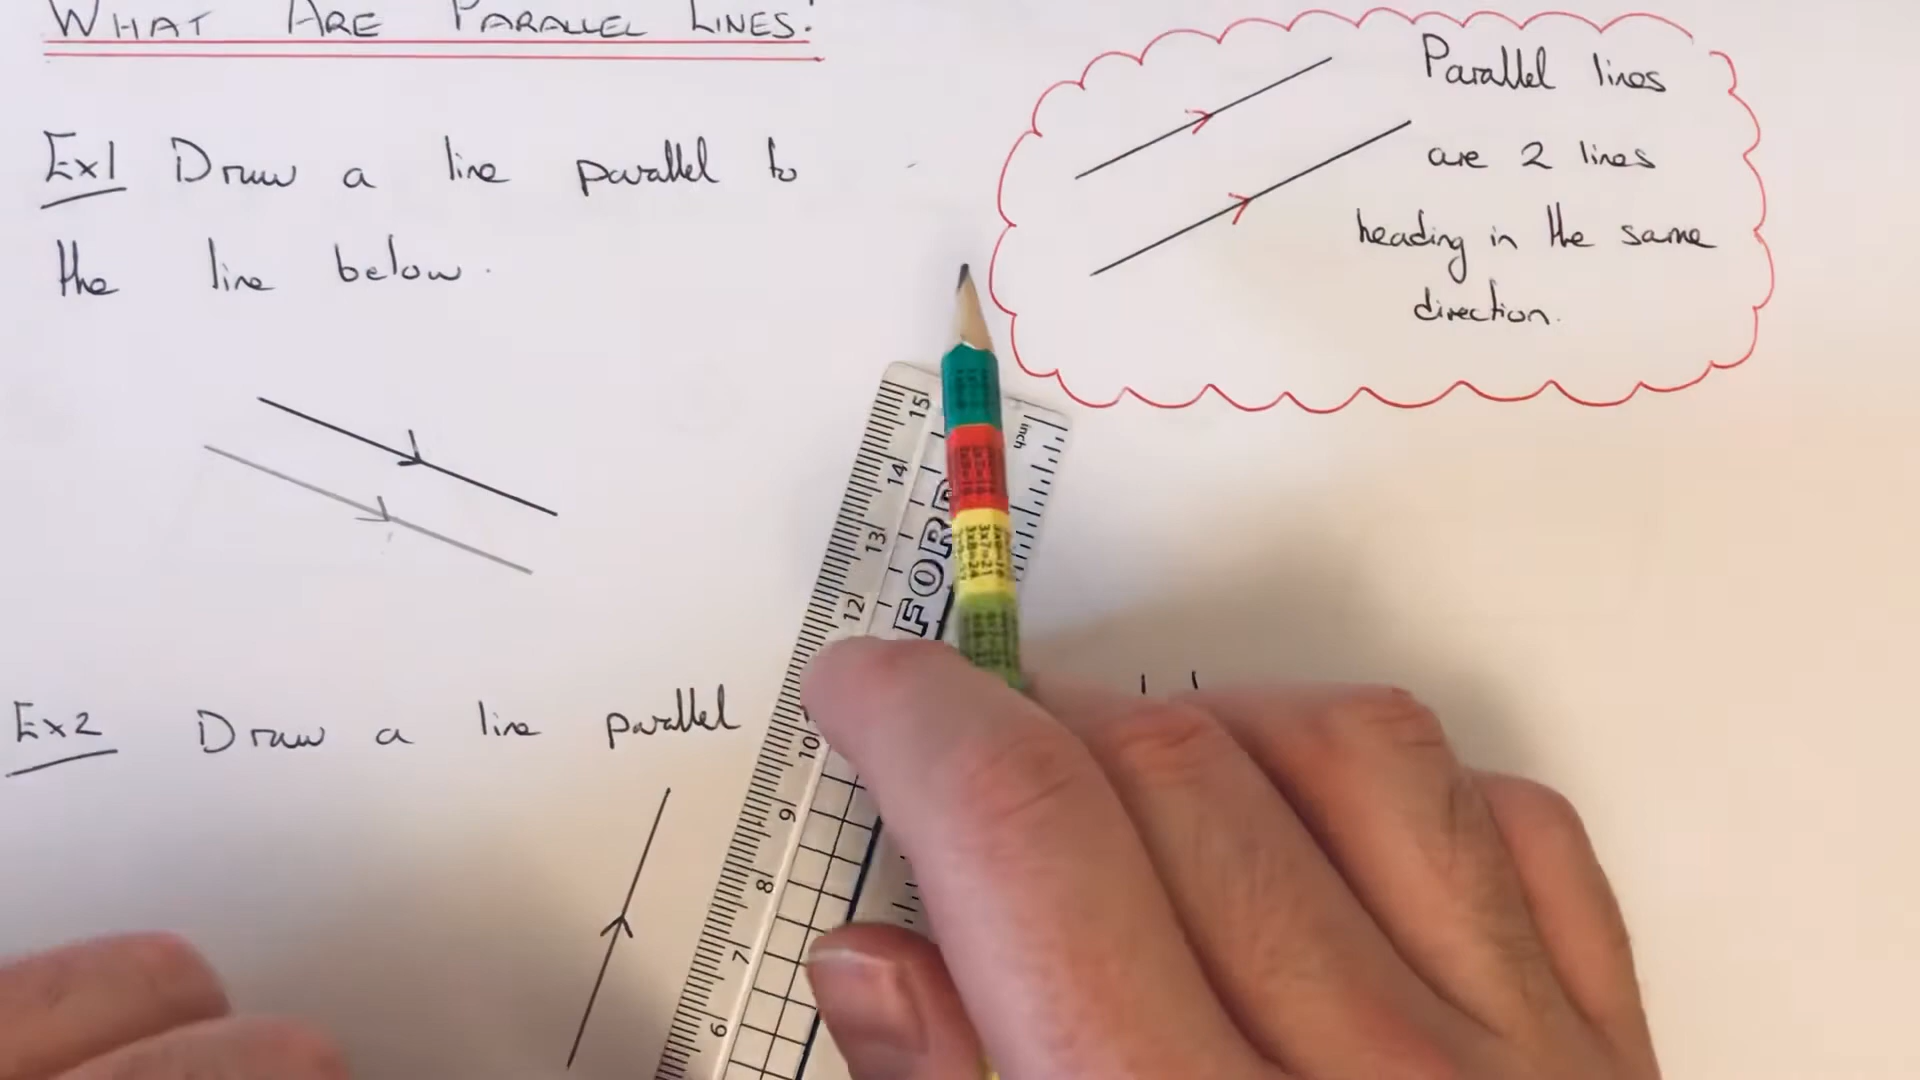 WHAT ARE PARALLEL LINES?
Ex1 Draw a line parallel to
the line below.
Parallel lines
are 2 lines
heading in the same
direction.
Ex2 Draw a line parallel
inch
15
14
13
12
10
9
8
7
6
FORD